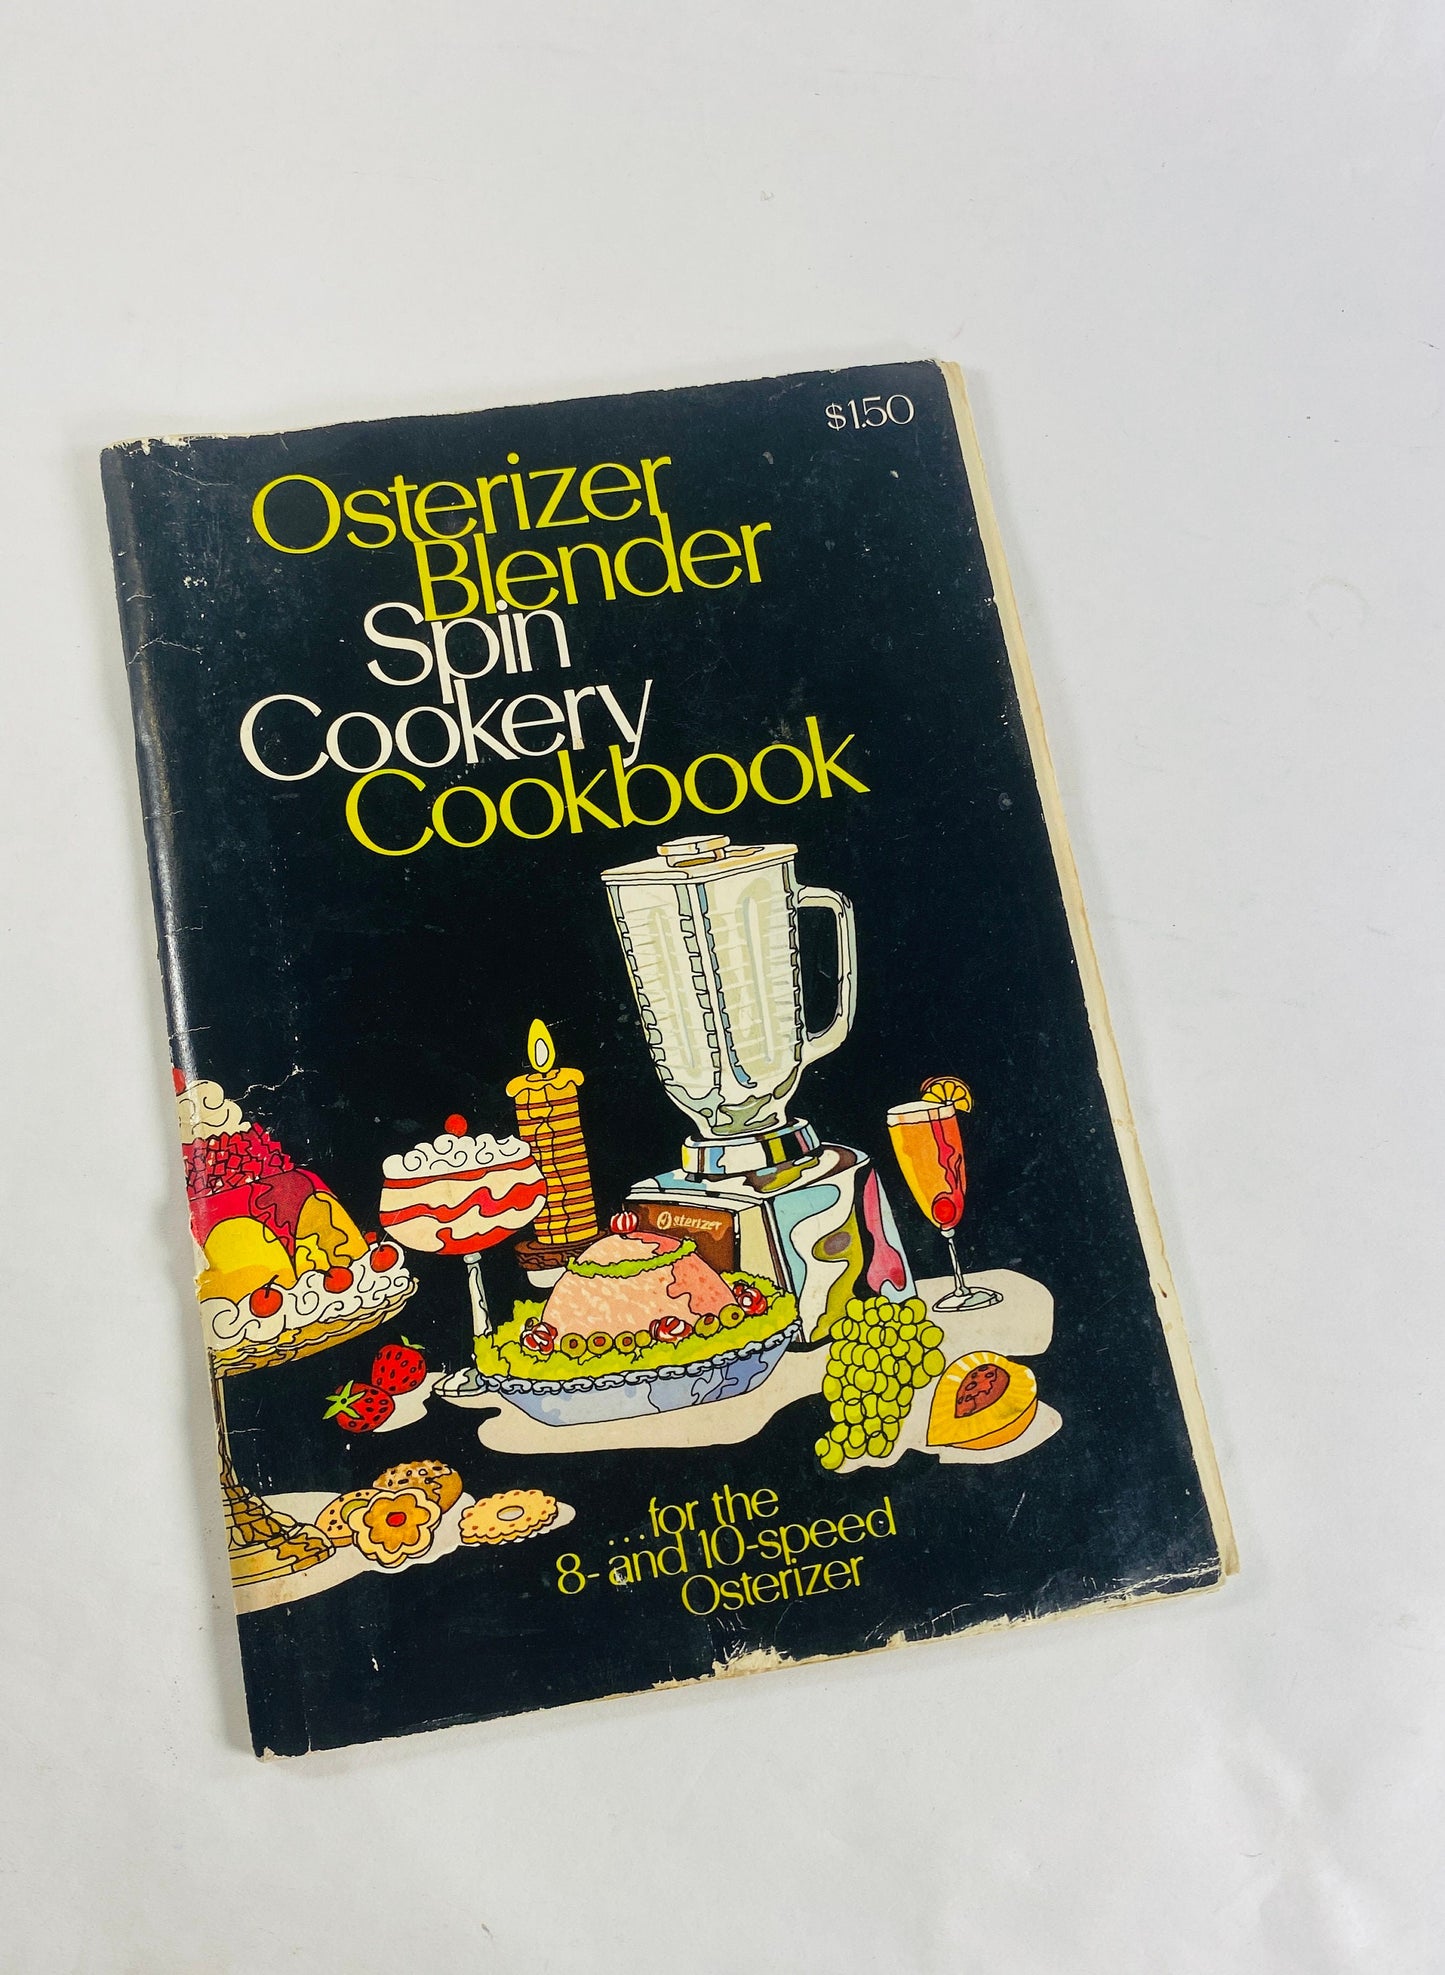 $1.50
Osterizer
Blender
Spin
Cookery
Cookbook
Osterizer
...for the
8- and 10-speed
Osterizer